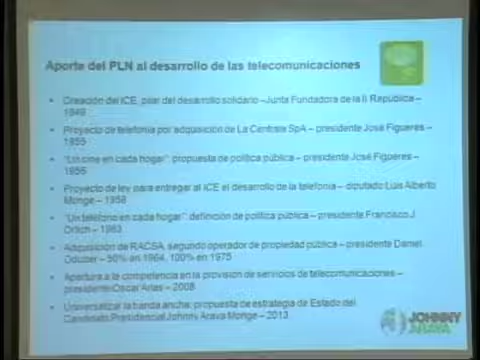 Aporte del PLN al desarrollo de las telecomunicaciones
• Creación del ICE, pilar del desarrollo solidario – Junta Fundadora de la II República –
1949
• Proyecto de telefonía por adquisición de La Centrale SpA – presidente José Figueres –
1955
• "Un cine en cada hogar": propuesta de política pública – presidente José Figueres –
1956
• Proyecto de ley para entregar al ICE el desarrollo de la telefonía – diputado Luis Alberto
Monge – 1958
• "Un teléfono en cada hogar": definición de política pública – presidente Francisco J.
Orlich – 1963
• Adquisición de RACSA, segundo operador de propiedad pública – presidente Daniel
Oduber – 50% en 1964, 100% en 1975
• Apertura a la competencia en la provisión de servicios de telecomunicaciones –
presidente Oscar Arias – 2008
• Universalizar la banda ancha: propuesta de estrategia de Estado del
Candidato Presidencial Johnny Araya Monge – 2013
JOHNNY
ARAYA